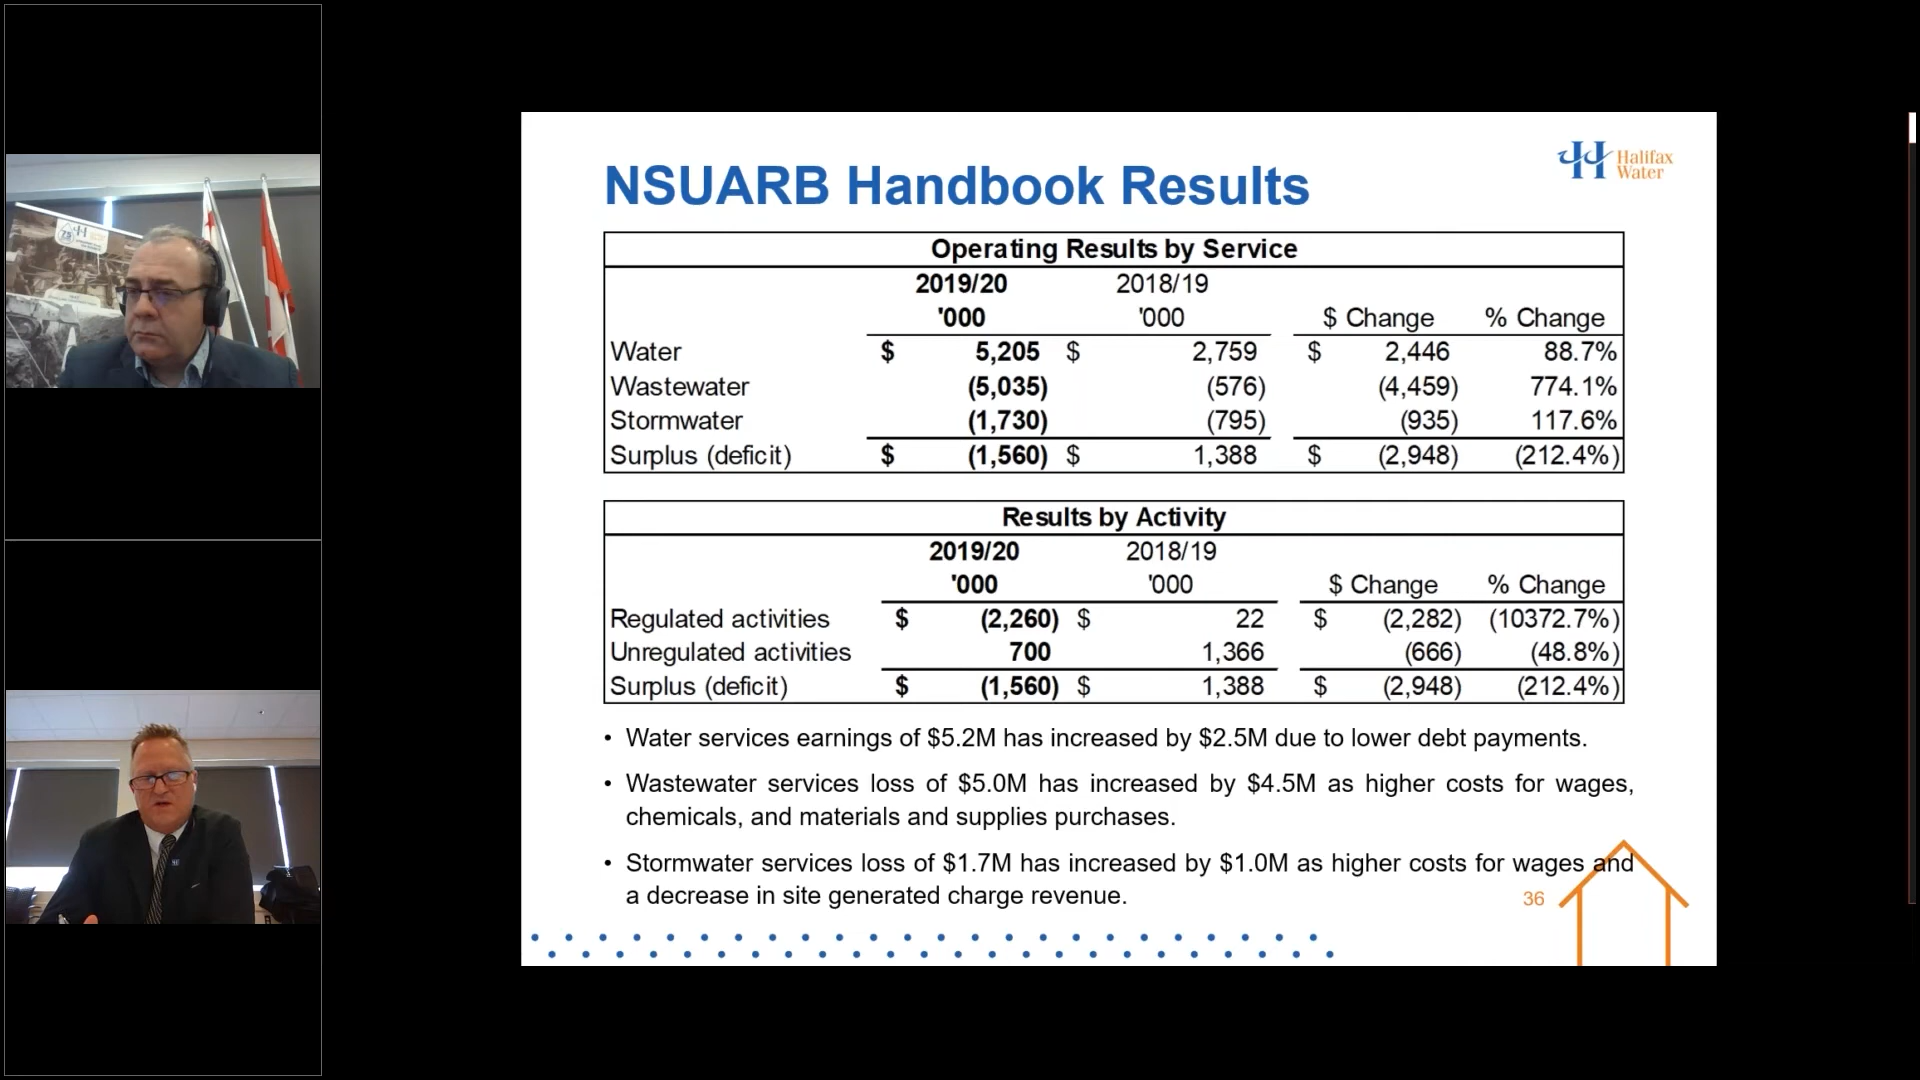 NSUARB Handbook Results
Halifax
Water
Operating Results by Service
2019/20 2018/19
'000 '000 $ Change % Change
Water $ 5,205 $ 2,759 $ 2,446 88.7%
Wastewater (5,035) (576) (4,459) 774.1%
Stormwater (1,730) (795) (935) 117.6%
Surplus (deficit) $ (1,560) $ 1,388 $ (2,948) (212.4%)
Results by Activity
2019/20 2018/19
'000 '000 $ Change % Change
Regulated activities $ (2,260) $ 22 $ (2,282) (10372.7%)
Unregulated activities 700 1,366 (666) (48.8%)
Surplus (deficit) $ (1,560) $ 1,388 $ (2,948) (212.4%)
• Water services earnings of $5.2M has increased by $2.5M due to lower debt payments.
• Wastewater services loss of $5.0M has increased by $4.5M as higher costs for wages,
chemicals, and materials and supplies purchases.
• Stormwater services loss of $1.7M has increased by $1.0M as higher costs for wages and
a decrease in site generated charge revenue.
36
75